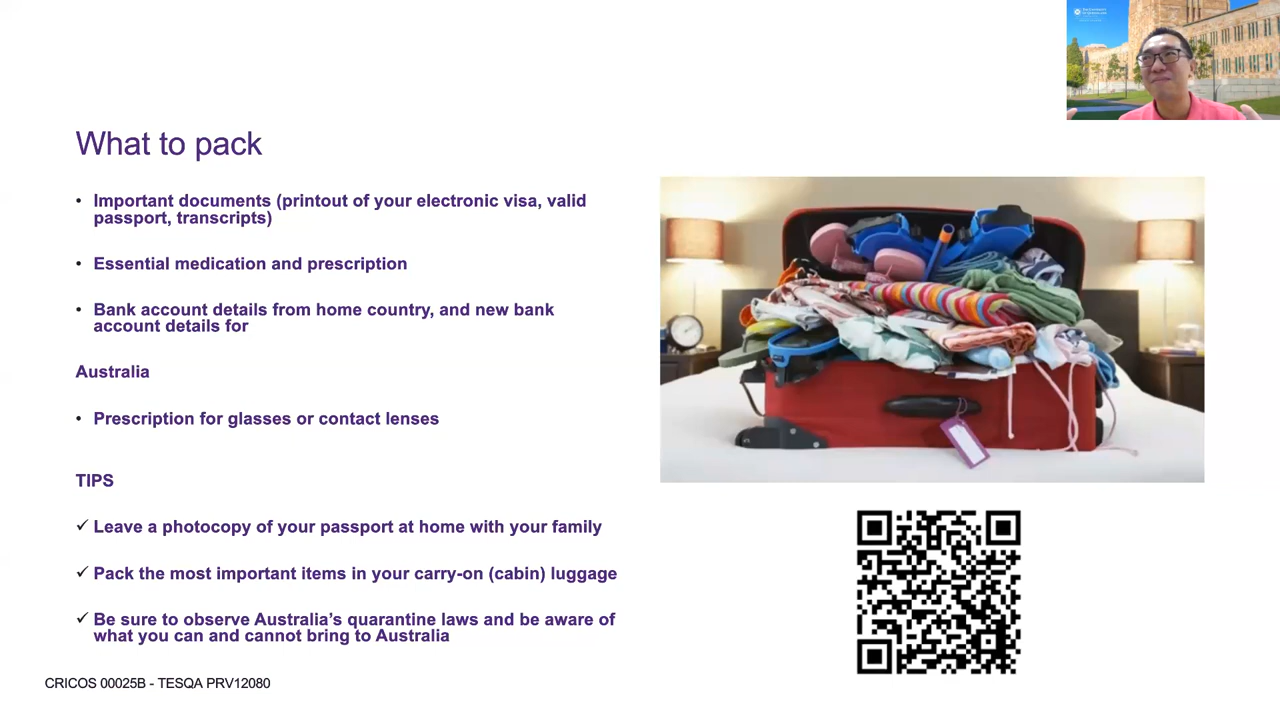 What to pack
• Important documents (printout of your electronic visa, valid
passport, transcripts)
• Essential medication and prescription
• Bank account details from home country, and new bank
account details for
Australia
• Prescription for glasses or contact lenses
TIPS
✓ Leave a photocopy of your passport at home with your family
✓ Pack the most important items in your carry-on (cabin) luggage
✓ Be sure to observe Australia’s quarantine laws and be aware of
what you can and cannot bring to Australia
CRICOS 00025B - TESQA PRV12080